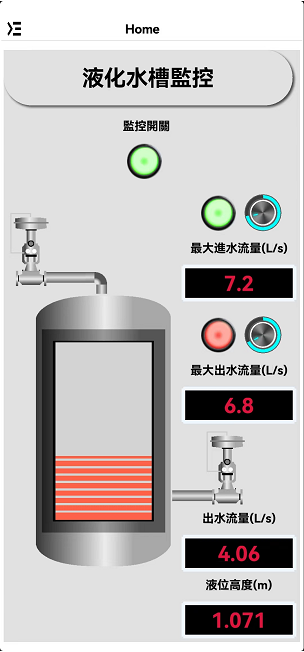 Home
液化水槽監控
監控開關
最大進水流量(L/s)
7.2
最大出水流量(L/s)
6.8
出水流量(L/s)
4.06
液位高度(m)
1.071